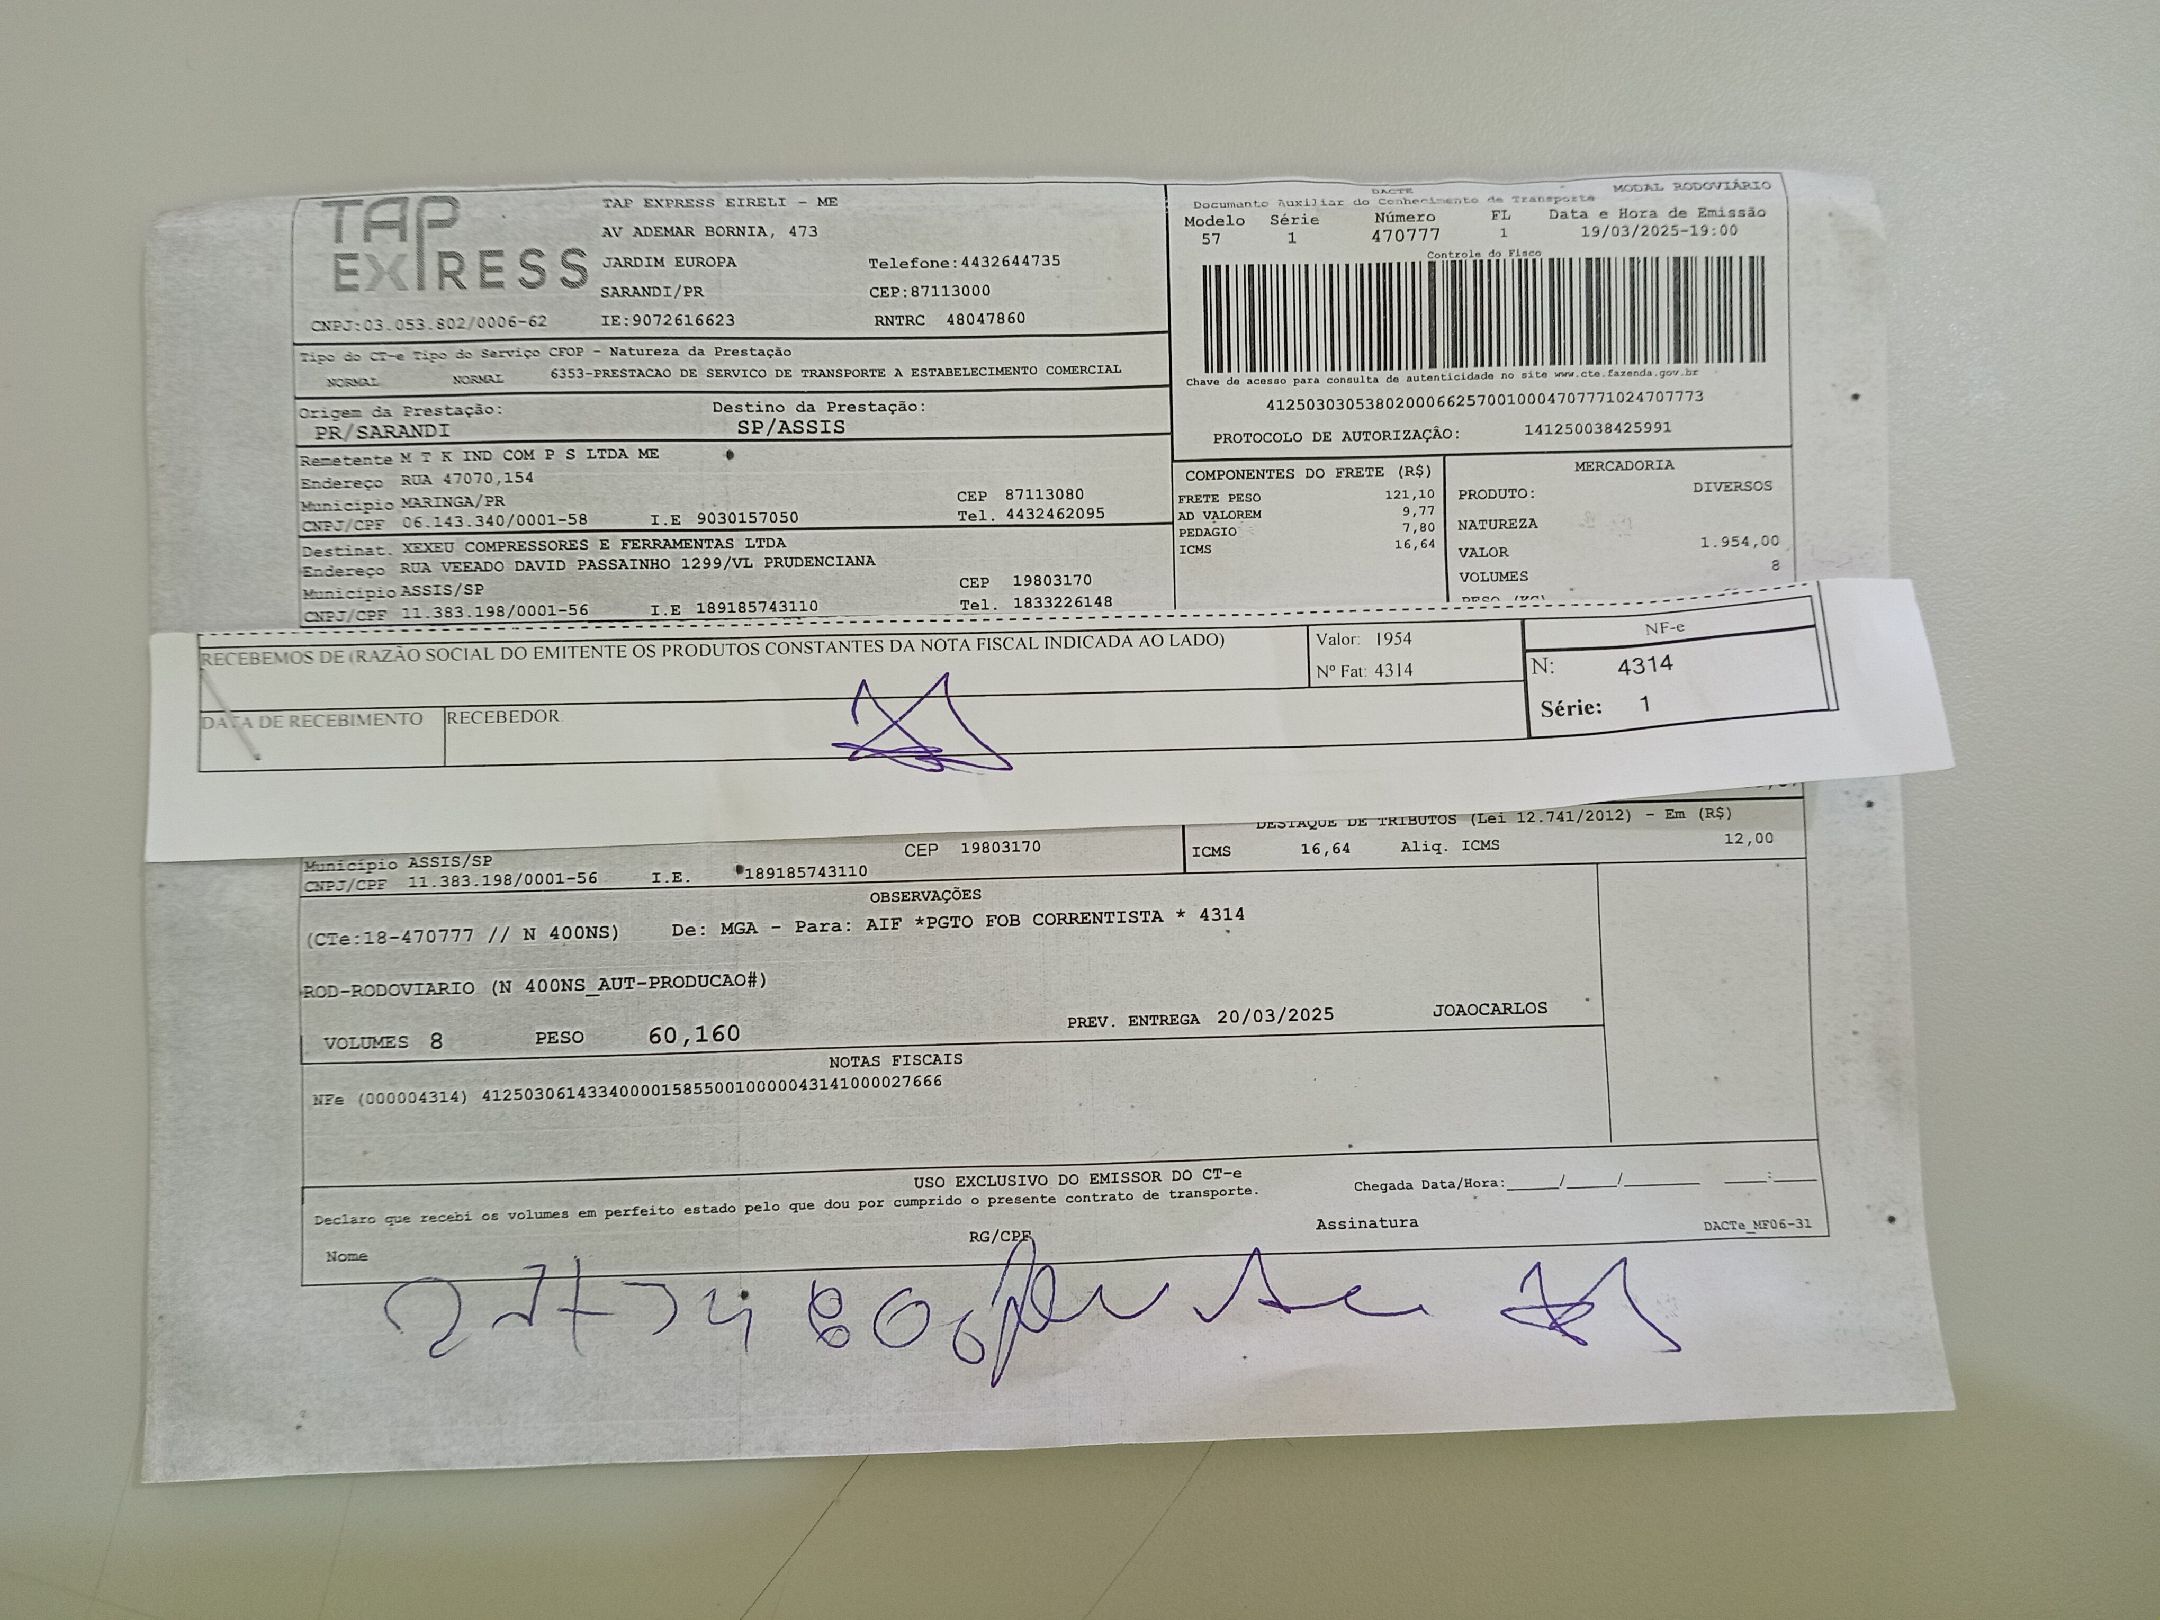 TAP EXPRESS
TAP EXPRESS EIRELI - ME
AV ADEMAR BORNIA, 473
JARDIM EUROPA Telefone:4432644735
SARANDI/PR CEP:87113000
CNPJ:03.053.802/0006-62 IE:9072616623 RNTRC 48047860
DACTE MODAL RODOVIÁRIO
Documento Auxiliar do Conhecimento de Transporte
Modelo Série Número FL Data e Hora de Emissão
57 1 470777 1 19/03/2025-19:00
Controle do Fisco
Chave de acesso para consulta de autenticidade no site www.cte.fazenda.gov.br
41250303053802000662570010004707771024707773
PROTOCOLO DE AUTORIZAÇÃO: 141250038425991
Tipo do CT-e Tipo do Serviço CFOP - Natureza da Prestação
NORMAL NORMAL 6353-PRESTACAO DE SERVICO DE TRANSPORTE A ESTABELECIMENTO COMERCIAL
Origem da Prestação: Destino da Prestação:
PR/SARANDI SP/ASSIS
Remetente M T K IND COM P S LTDA ME
Endereço RUA 47070,154
Município MARINGA/PR CEP 87113080
CNPJ/CPF 06.143.340/0001-58 I.E 9030157050 Tel. 4432462095
Destinat. XEXEU COMPRESSORES E FERRAMENTAS LTDA
Endereço RUA VEEADO DAVID PASSAINHO 1299/VL PRUDENCIANA
Município ASSIS/SP CEP 19803170
CNPJ/CPF 11.383.198/0001-56 I.E 189185743110 Tel. 1833226148
COMPONENTES DO FRETE (R$)
FRETE PESO 121,10
AD VALOREM 9,77
PEDAGIO 7,80
ICMS 16,64
MERCADORIA
PRODUTO: DIVERSOS
NATUREZA
VALOR 1.954,00
VOLUMES 8
PESO (KG)
RECEBEMOS DE (RAZÃO SOCIAL DO EMITENTE OS PRODUTOS CONSTANTES DA NOTA FISCAL INDICADA AO LADO)
Valor: 1954
Nº Fat: 4314
NF-e
N: 4314
Série: 1
DATA DE RECEBIMENTO RECEBEDOR
DESTAQUE DE TRIBUTOS (Lei 12.741/2012) - Em (R$)
ICMS 16,64 Aliq. ICMS 12,00
Município ASSIS/SP CEP 19803170
CNPJ/CPF 11.383.198/0001-56 I.E. 189185743110
OBSERVAÇÕES
(CTe:18-470777 // N 400NS) De: MGA - Para: AIF *PGTO FOB CORRENTISTA * 4314
ROD-RODOVIARIO (N 400NS_AUT-PRODUCAO#)
VOLUMES 8 PESO 60,160 PREV. ENTREGA 20/03/2025 JOAOCARLOS
NOTAS FISCAIS
NFe (000004314) 41250306143340000158550010000043141000027666
USO EXCLUSIVO DO EMISSOR DO CT-e
Declaro que recebi os volumes em perfeito estado pelo que dou por cumprido o presente contrato de transporte.
Chegada Data/Hora:_____/_____/_______ ____:____
Nome RG/CPF Assinatura DACTe_MF06-31